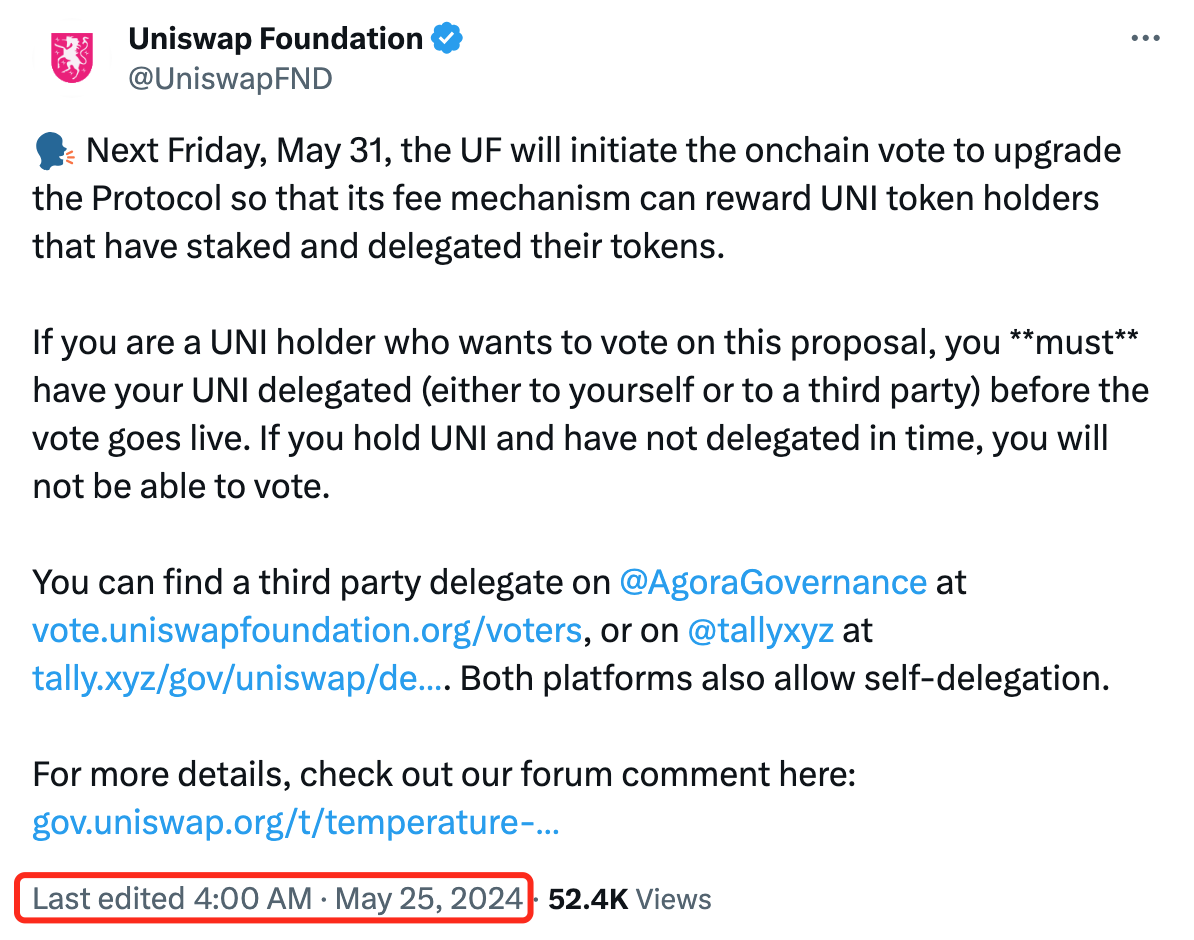 Uniswap Foundation
@UniswapFND
Next Friday, May 31, the UF will initiate the onchain vote to upgrade
the Protocol so that its fee mechanism can reward UNI token holders
that have staked and delegated their tokens.
If you are a UNI holder who wants to vote on this proposal, you **must**
have your UNI delegated (either to yourself or to a third party) before the
vote goes live. If you hold UNI and have not delegated in time, you will
not be able to vote.
You can find a third party delegate on @AgoraGovernance at
vote.uniswapfoundation.org/voters, or on @tallyxyz at
tally.xyz/gov/uniswap/de.... Both platforms also allow self-delegation.
For more details, check out our forum comment here:
gov.uniswap.org/t/temperature-...
Last edited 4:00 AM · May 25, 2024 · 52.4K Views